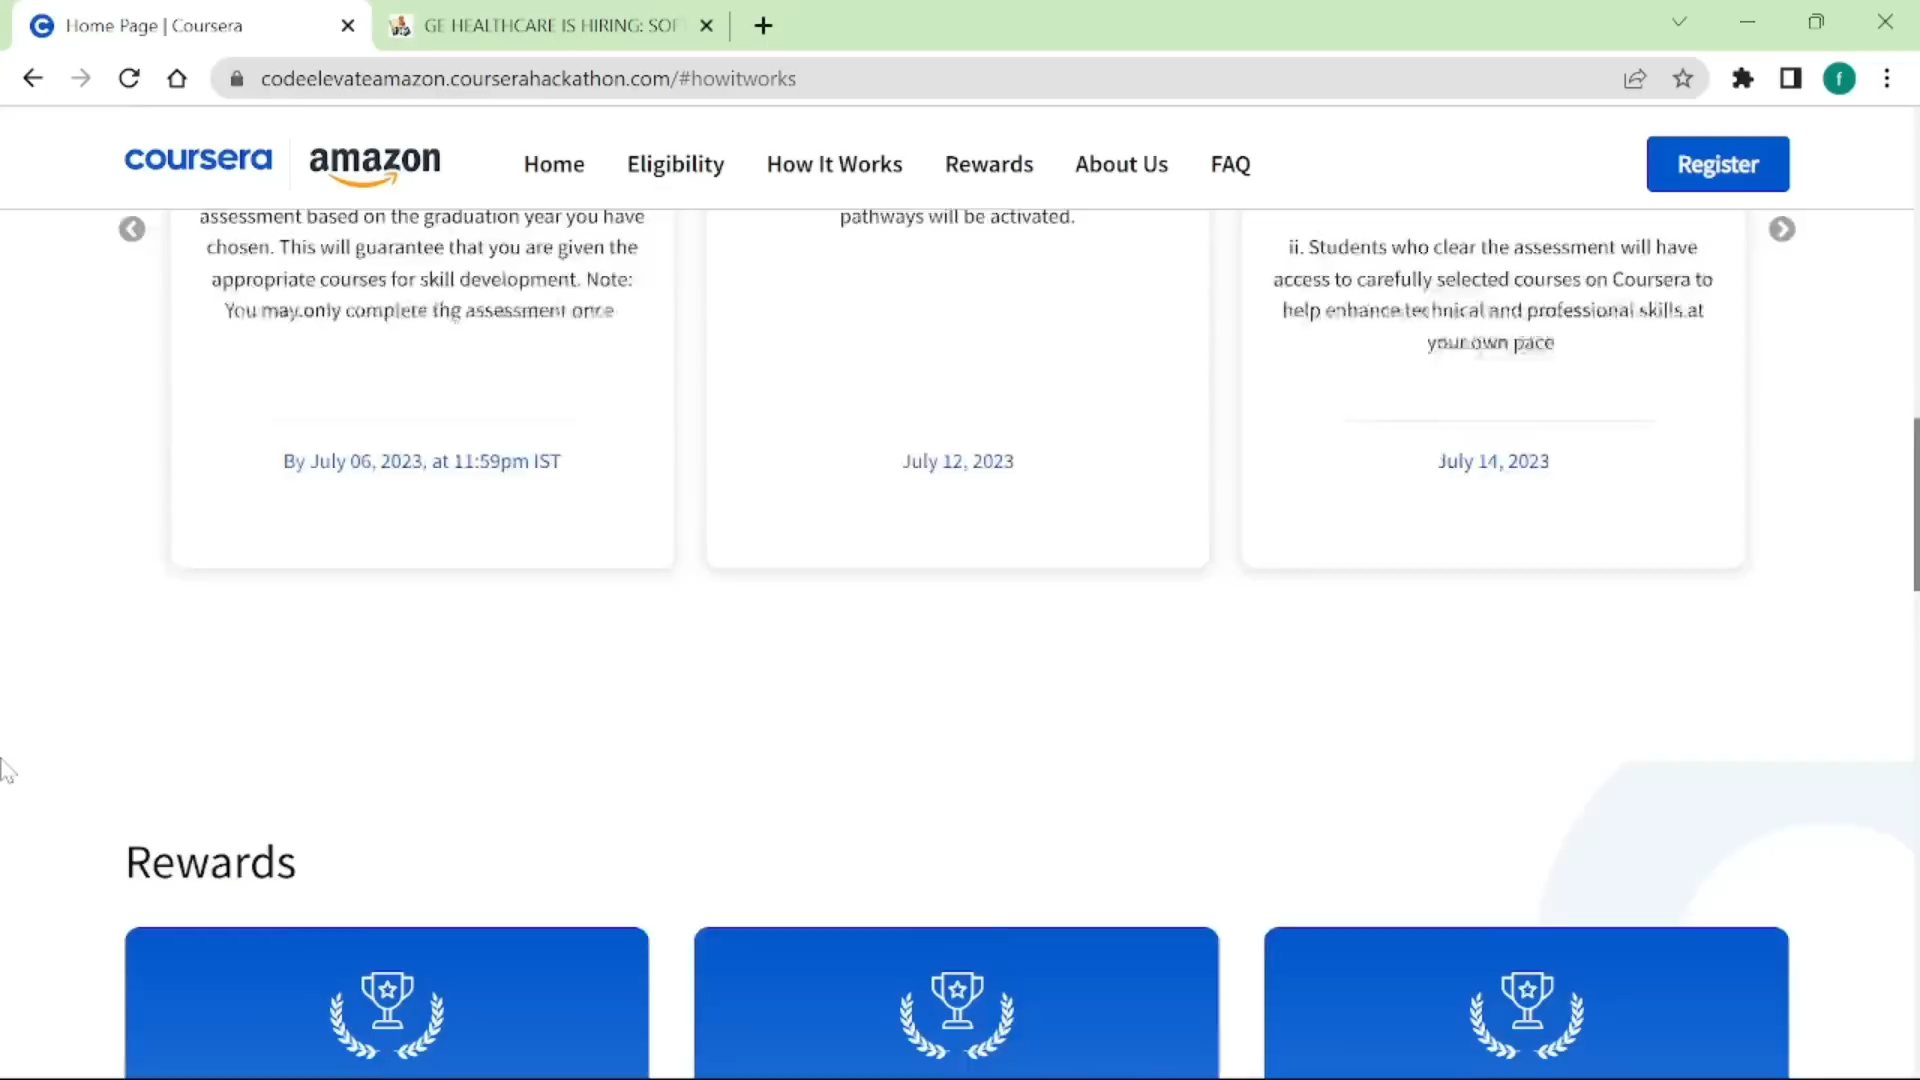 Home Page | Coursera
GE HEALTHCARE IS HIRING: SOF
codeelevateamazon.courserahackathon.com/#howitworks
f
coursera
amazon
Home
Eligibility
How It Works
Rewards
About Us
FAQ
Register
assessment based on the graduation year you have
chosen. This will guarantee that you are given the
appropriate courses for skill development. Note:
You may only complete thg assessment once
By July 06, 2023, at 11:59pm IST
pathways will be activated.
July 12, 2023
ii. Students who clear the assessment will have
access to carefully selected courses on Coursera to
help enhance technical and professional skills at
your own pace
July 14, 2023
Rewards